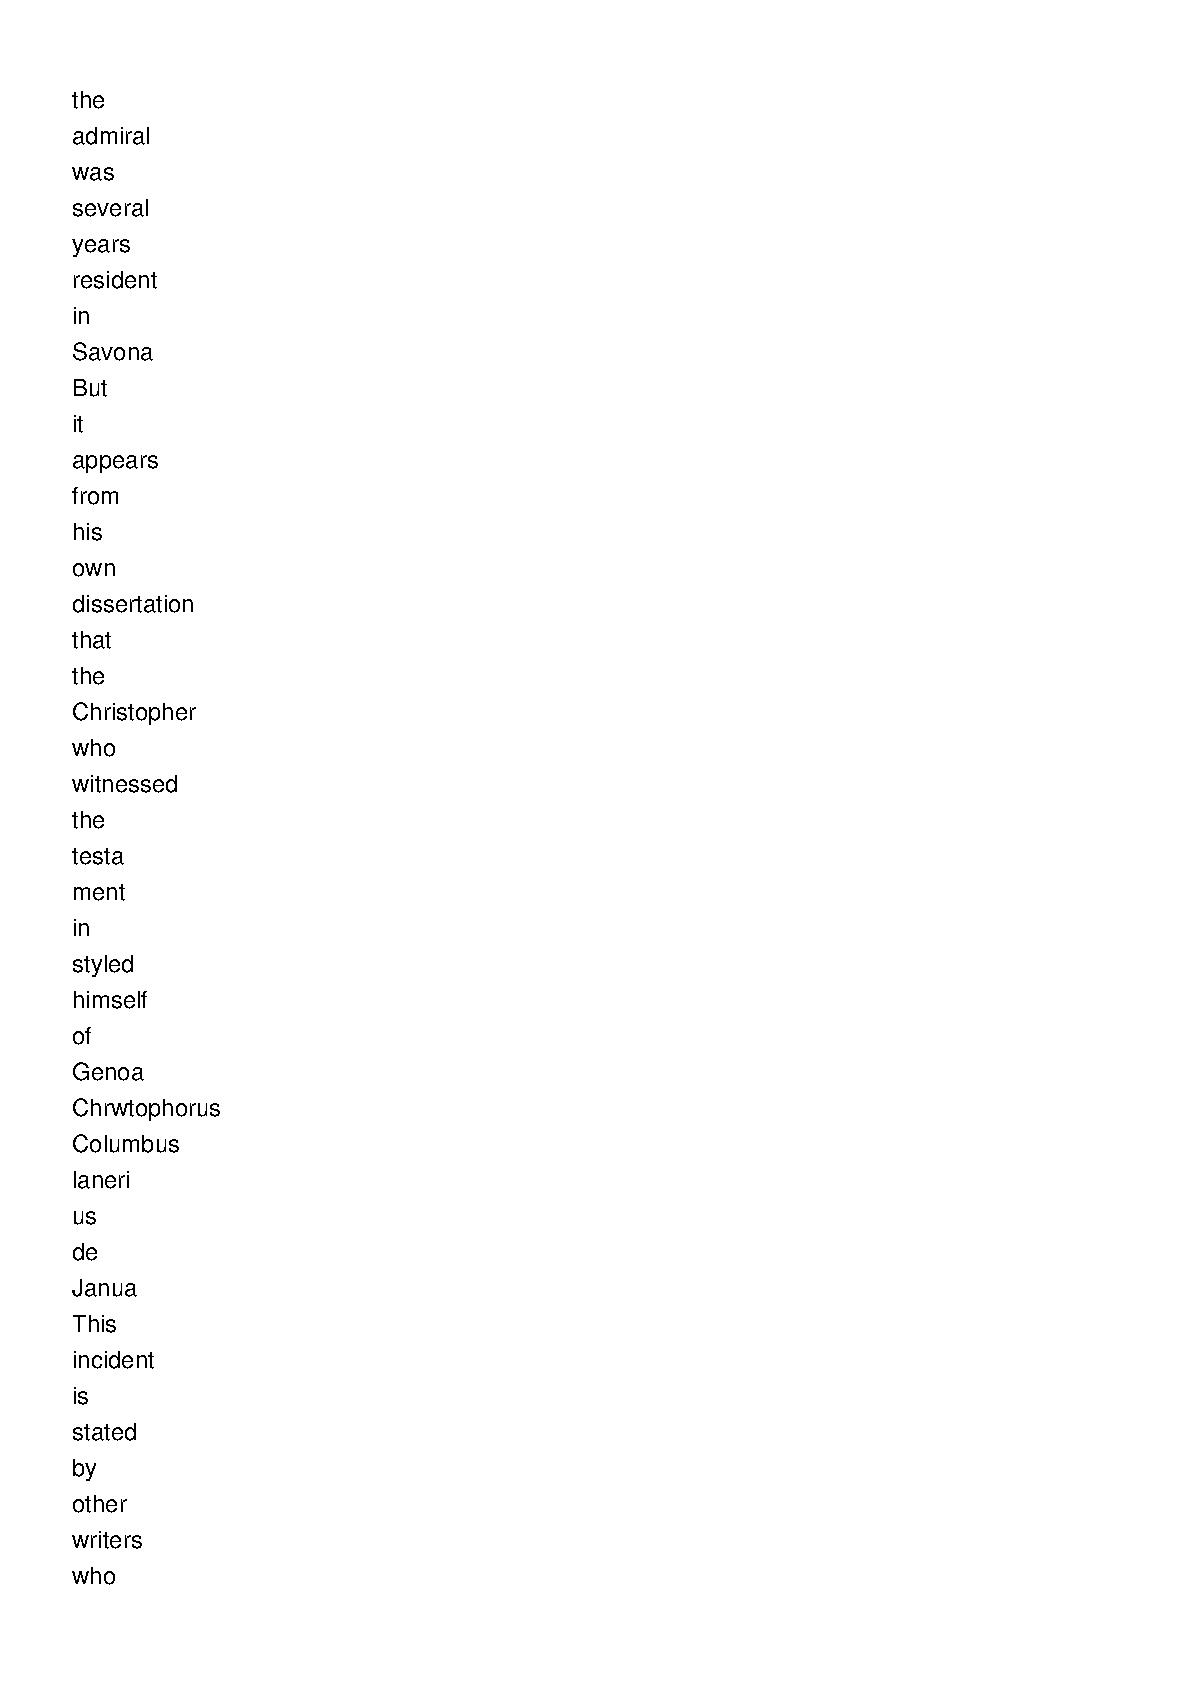 the
admiral
was
several
years
resident
in
Savona
But
it
appears
from
his
own
dissertation
that
the
Christopher
who
witnessed
the
testa
ment
in
styled
himself
of
Genoa
Chrwtophorus
Columbus
laneri
us
de
Janua
This
incident
is
stated
by
other
writers
who